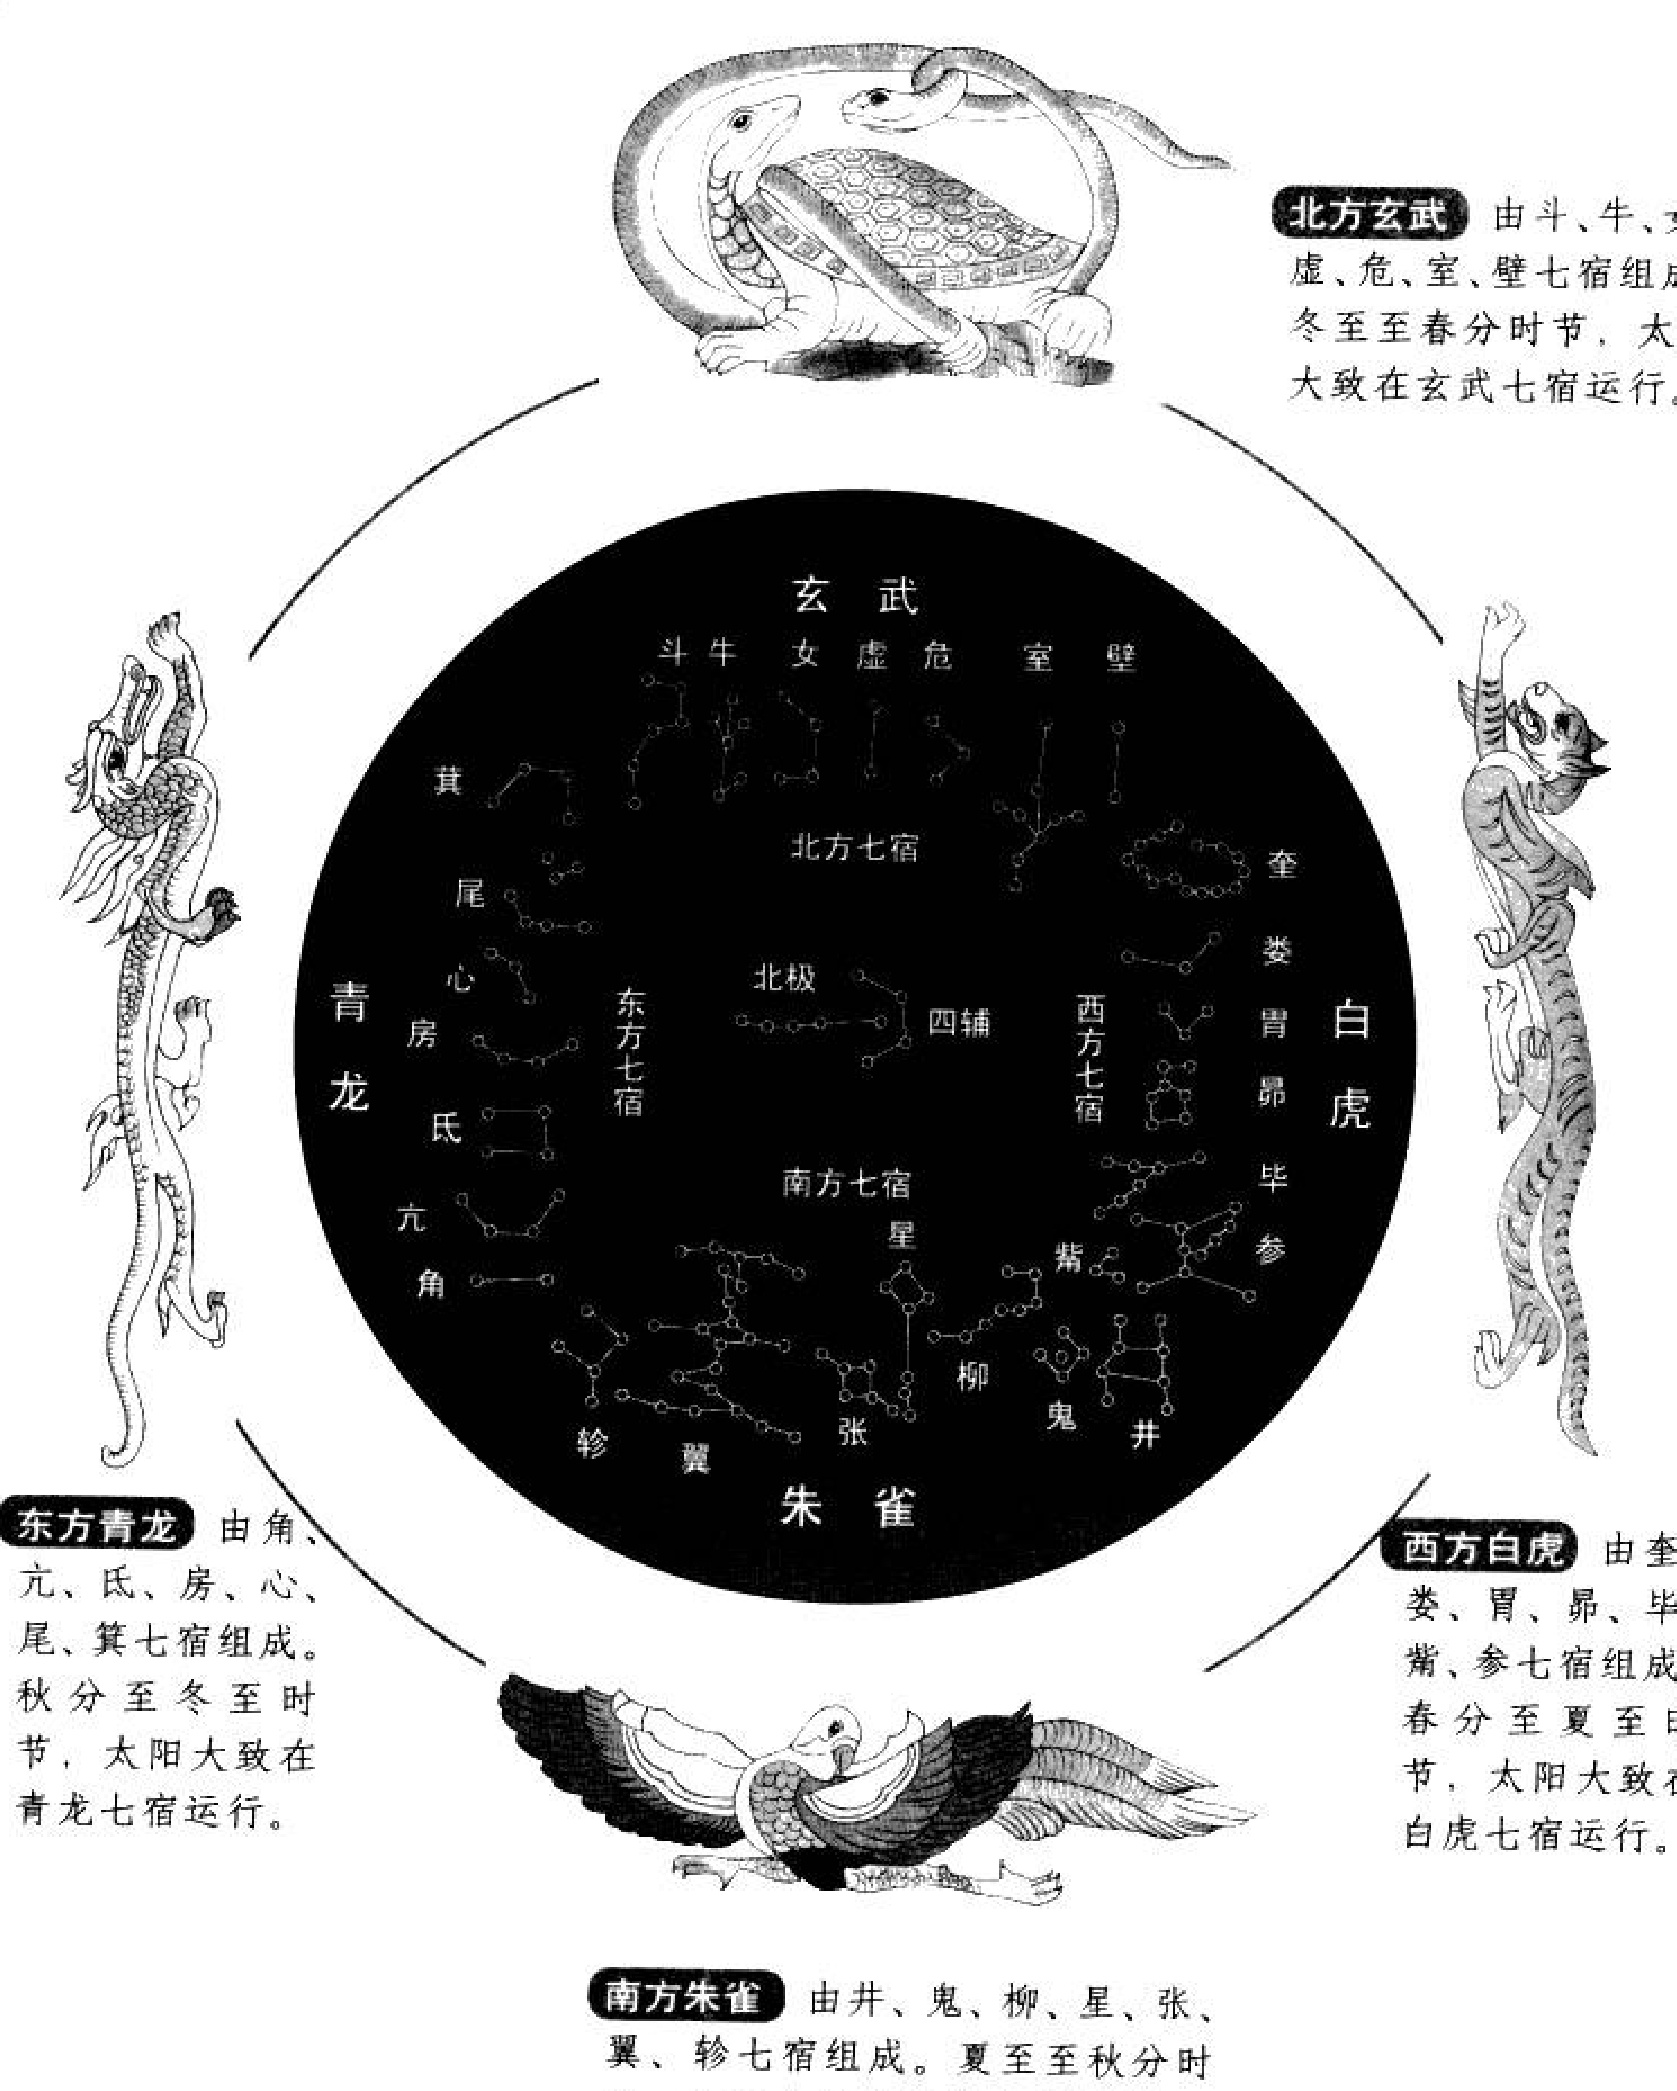 北方玄武 由斗、牛、
虚、危、室、壁七宿组成
冬至至春分时节，太
大致在玄武七宿运行。
玄 武
斗 牛 女 虚 危 室 壁
箕
北方七宿
奎
尾
娄
心
北极
青龙
东方七宿
四辅
西方七宿
胃
白虎
房
昴
氐
毕
南方七宿
亢
星
觜
参
角
柳
鬼
井
轸
翼
张
朱 雀
东方青龙 由角、
亢、氐、房、心、
尾、箕七宿组成。
秋分至冬至时
节，太阳大致在
青龙七宿运行。
西方白虎 由奎
娄、胃、昴、毕
觜、参七宿组成
春分至夏至时
节，太阳大致在
白虎七宿运行。
南方朱雀 由井、鬼、柳、星、张、
翼、轸七宿组成。夏至至秋分时